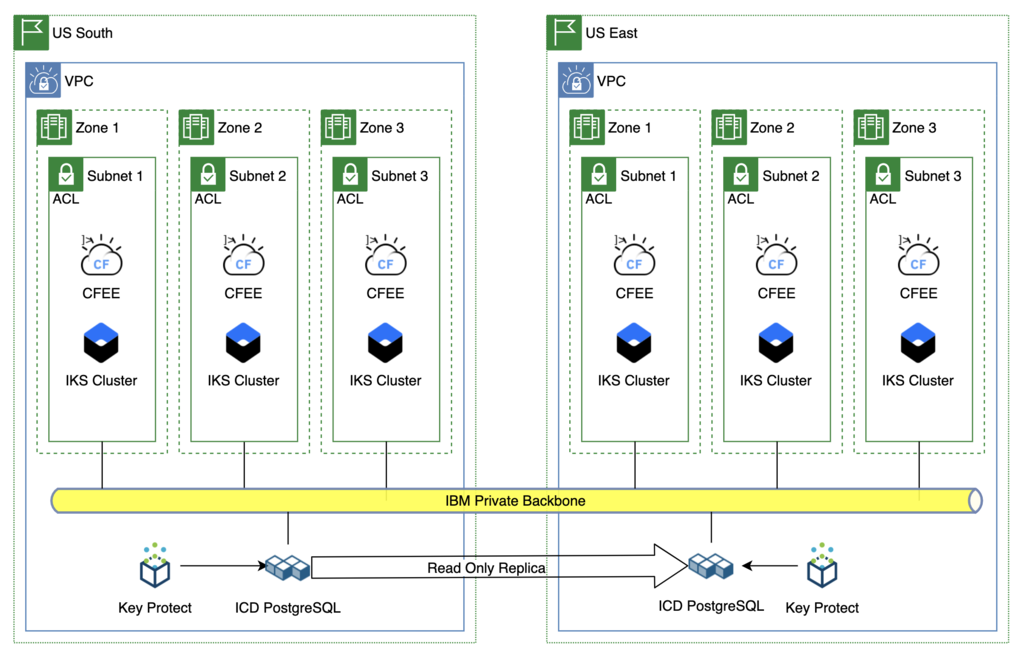 US South
US East
VPC
VPC
Zone 1
Zone 2
Zone 3
Zone 1
Zone 2
Zone 3
Subnet 1
Subnet 2
Subnet 3
Subnet 1
Subnet 2
Subnet 3
ACL
ACL
ACL
ACL
ACL
ACL
CF
CF
CF
CF
CF
CF
CFEE
CFEE
CFEE
CFEE
CFEE
CFEE
IKS Cluster
IKS Cluster
IKS Cluster
IKS Cluster
IKS Cluster
IKS Cluster
IBM Private Backbone
Read Only Replica
Key Protect
ICD PostgreSQL
ICD PostgreSQL
Key Protect